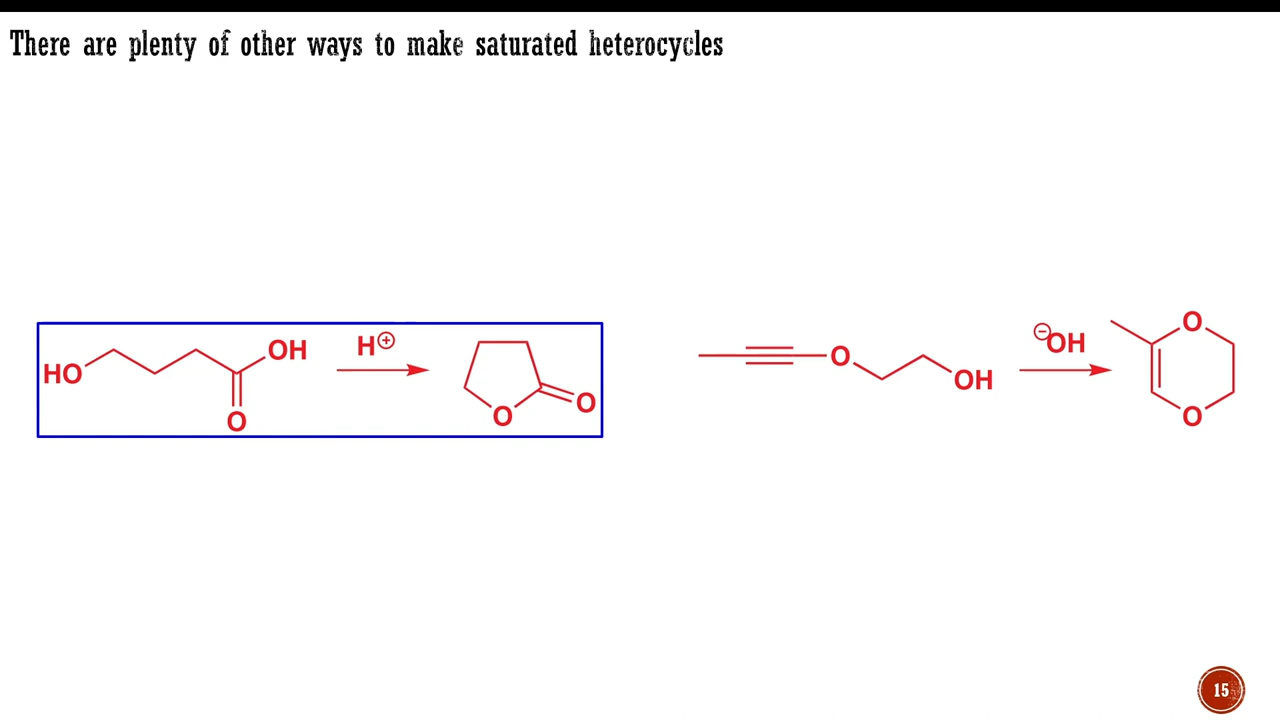 There are plenty of other ways to make saturated heterocycles
HO OH O H⊕ O O
O OH ⊖OH O O
15